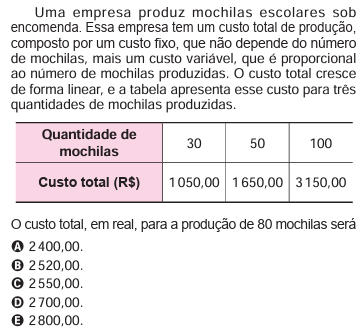 Uma empresa produz mochilas escolares sob
encomenda. Essa empresa tem um custo total de produção,
composto por um custo fixo, que não depende do número
de mochilas, mais um custo variável, que é proporcional
ao número de mochilas produzidas. O custo total cresce
de forma linear, e a tabela apresenta esse custo para três
quantidades de mochilas produzidas.
Quantidade de mochilas 30 50 100
Custo total (R$) 1 050,00 1 650,00 3 150,00
O custo total, em real, para a produção de 80 mochilas será
A 2 400,00.
B 2 520,00.
C 2 550,00.
D 2 700,00.
E 2 800,00.